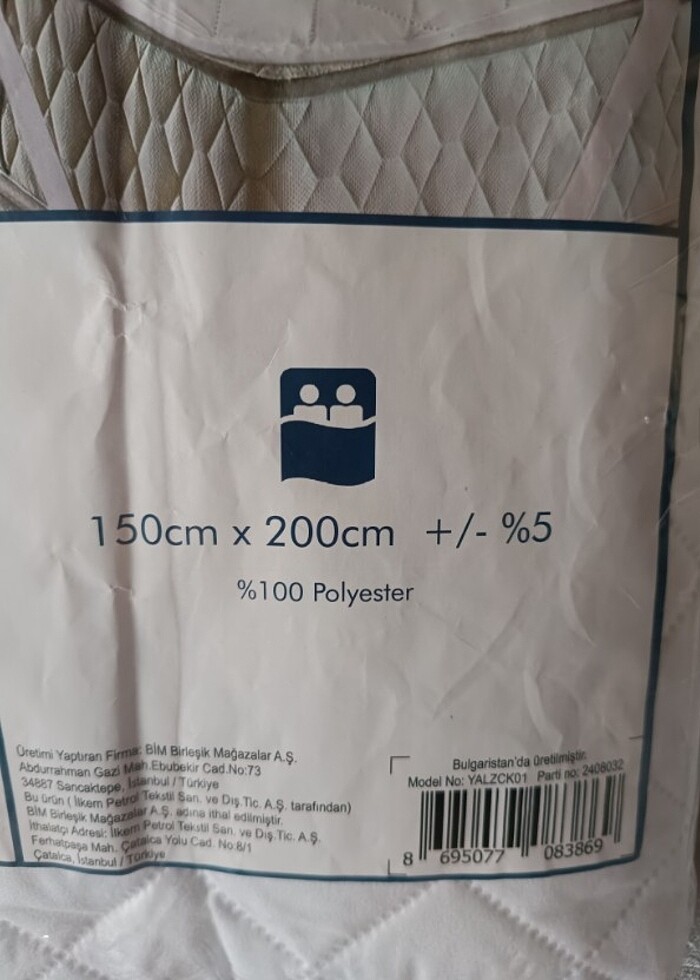 150cm x 200cm +/- %5
%100 Polyester
Üretimi Yaptıran Firma: BİM Birleşik Mağazalar A.Ş.
Abdurrahman Gazi Mah.Ebubekir Cad.No:73
34887 Sancaktepe, İstanbul / Türkiye
Bu ürün ( İlkem Petrol Tekstil San. ve Dış.Tic. A.Ş. tarafından)
BİM Birleşik Mağazalar A.Ş. adına ithal edilmiştir.
İthalatçı Adresi: İlkem Petrol Tekstil San. ve Dış.Tic. A.Ş.
Ferhatpaşa Mah. Çatalca Yolu Cad. No:8/1
Çatalca, İstanbul / Türkiye
Bulgaristan'da üretilmiştir.
Model No: YALZCK01 Parti no: 2408032
8 695077 083869